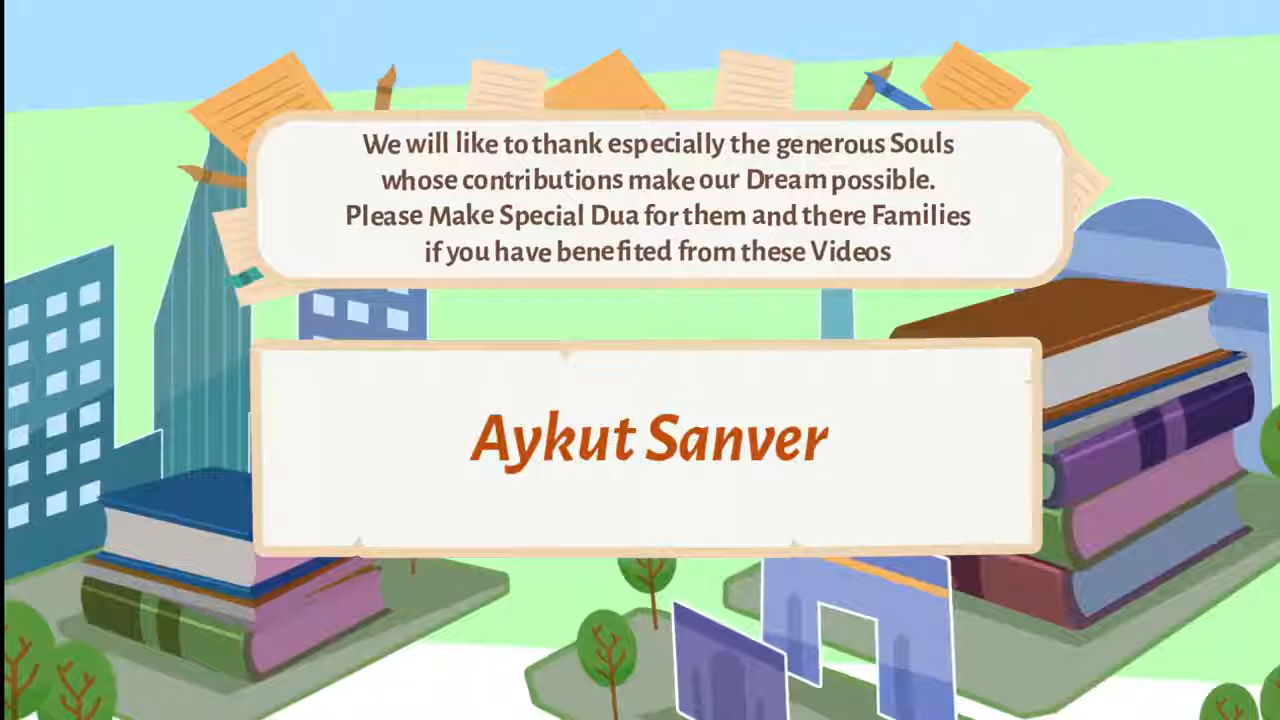 We will like to thank especially the generous Souls
whose contributions make our Dream possible.
Please Make Special Dua for them and there Families
if you have benefited from these Videos
Aykut Sanver